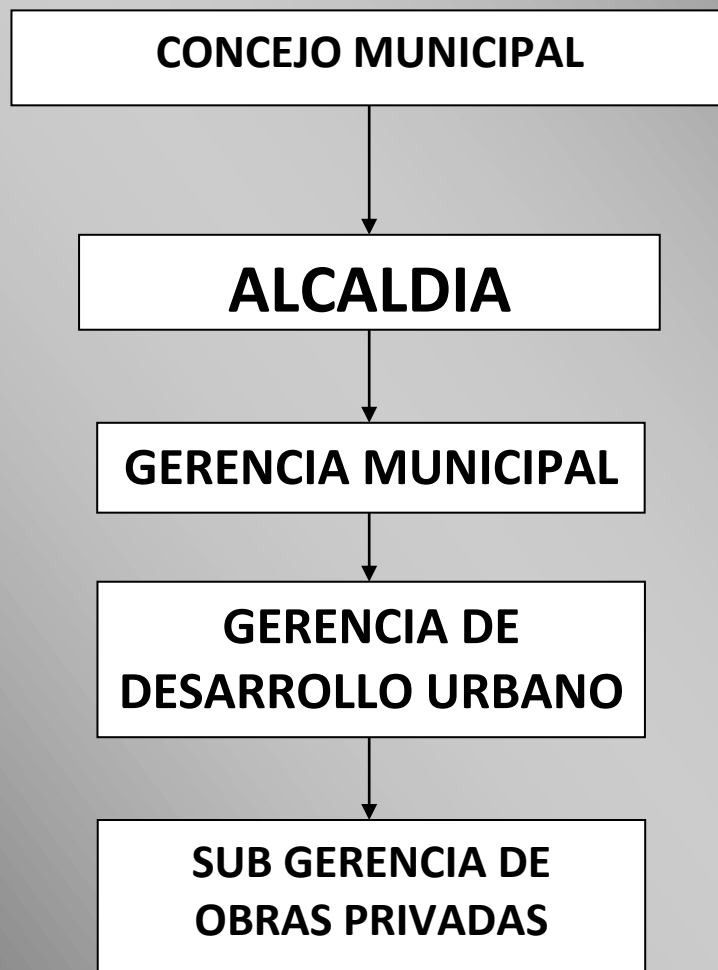 CONCEJO MUNICIPAL
ALCALDIA
GERENCIA MUNICIPAL
GERENCIA DE
DESARROLLO URBANO
SUB GERENCIA DE
OBRAS PRIVADAS